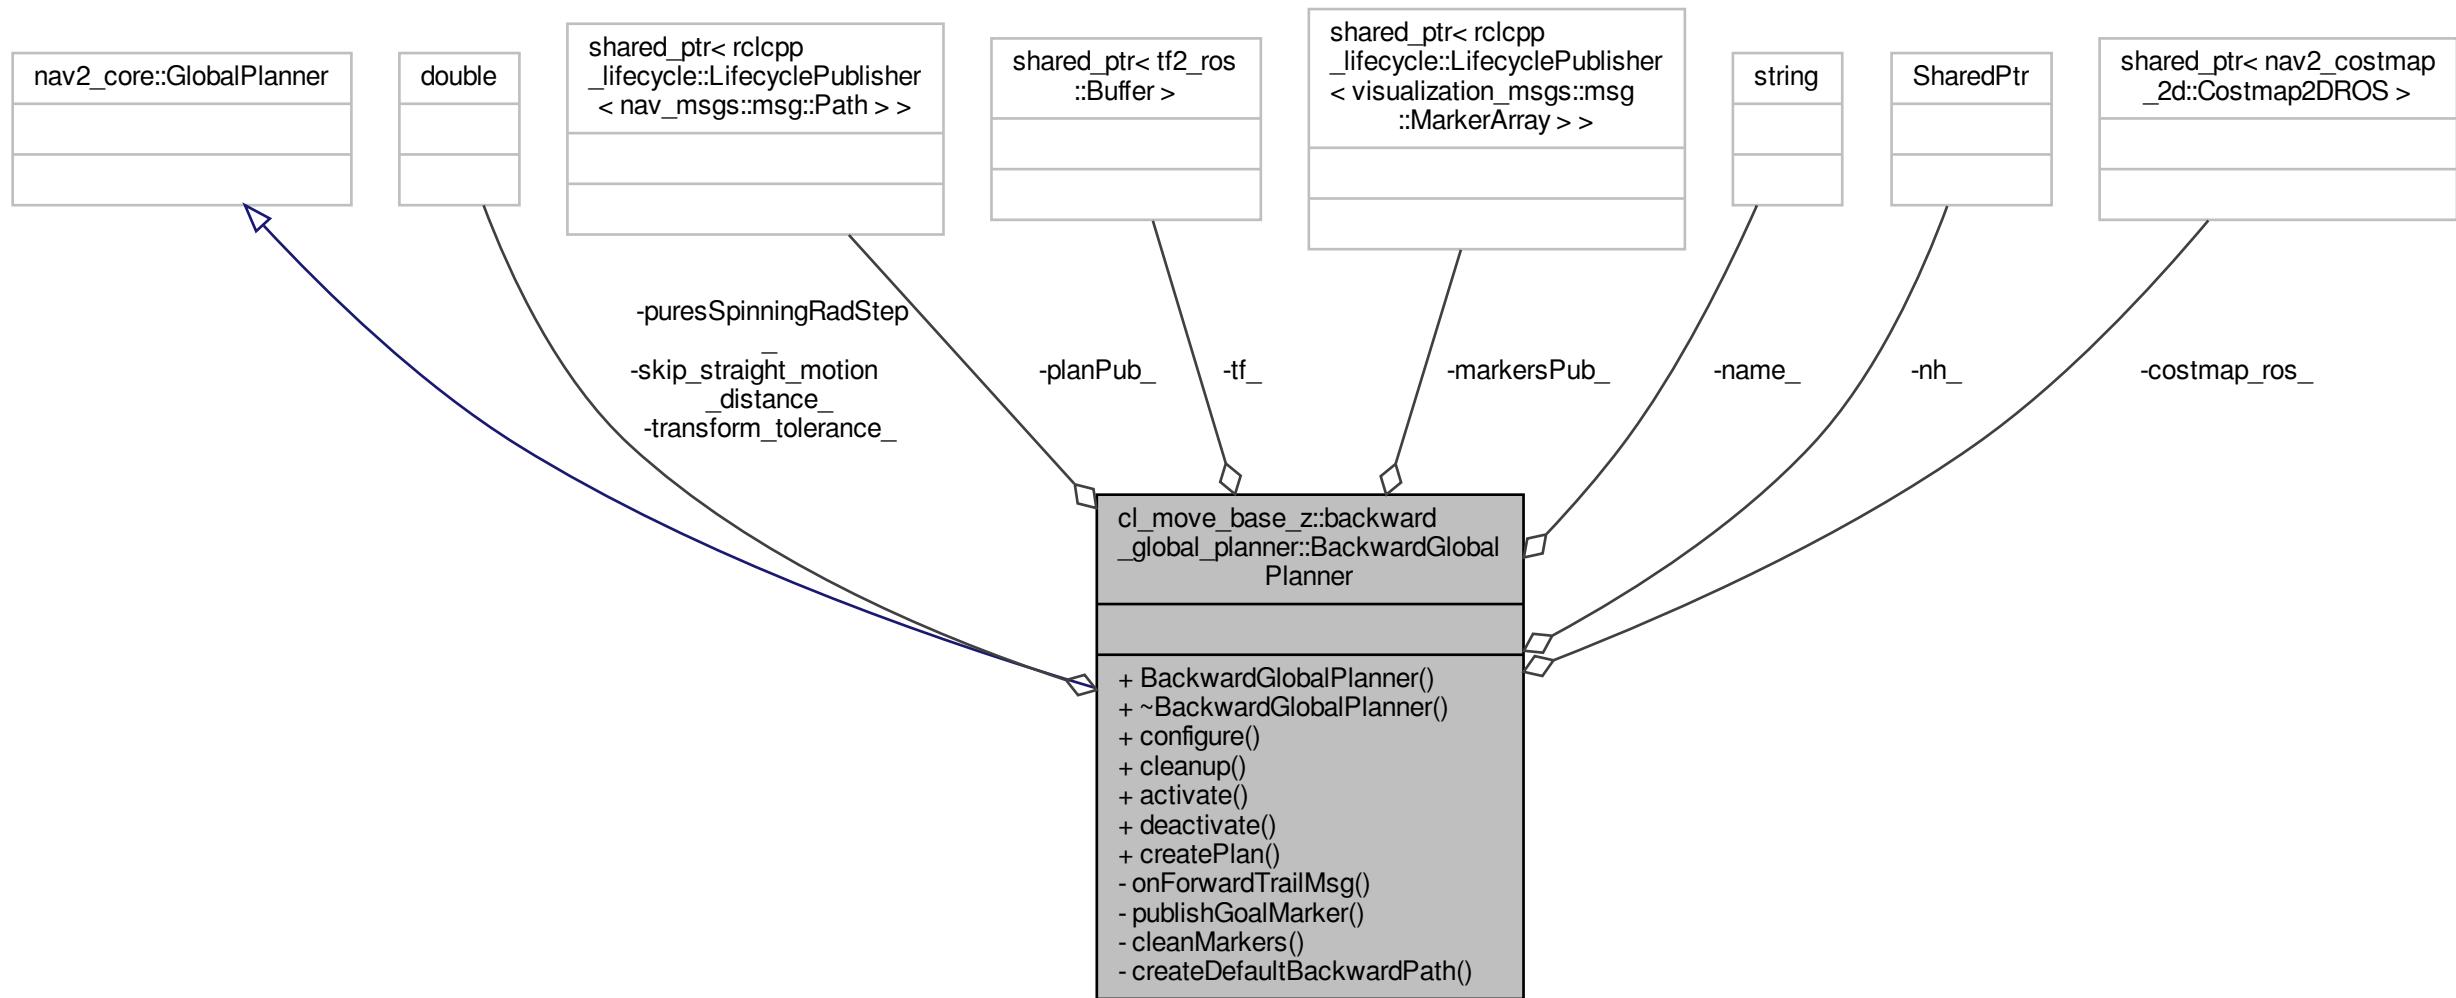 nav2_core::GlobalPlanner
double
shared_ptr< rclcpp
_lifecycle::LifecyclePublisher
< nav_msgs::msg::Path > >
shared_ptr< tf2_ros
::Buffer >
shared_ptr< rclcpp
_lifecycle::LifecyclePublisher
< visualization_msgs::msg
::MarkerArray > >
string
SharedPtr
shared_ptr< nav2_costmap
_2d::Costmap2DROS >
-puresSpinningRadStep
_
-skip_straight_motion
_distance_
-transform_tolerance_
-planPub_
-tf_
-markersPub_
-name_
-nh_
-costmap_ros_
cl_move_base_z::backward
_global_planner::BackwardGlobal
Planner
+ BackwardGlobalPlanner()
+ ~BackwardGlobalPlanner()
+ configure()
+ cleanup()
+ activate()
+ deactivate()
+ createPlan()
- onForwardTrailMsg()
- publishGoalMarker()
- cleanMarkers()
- createDefaultBackwardPath()